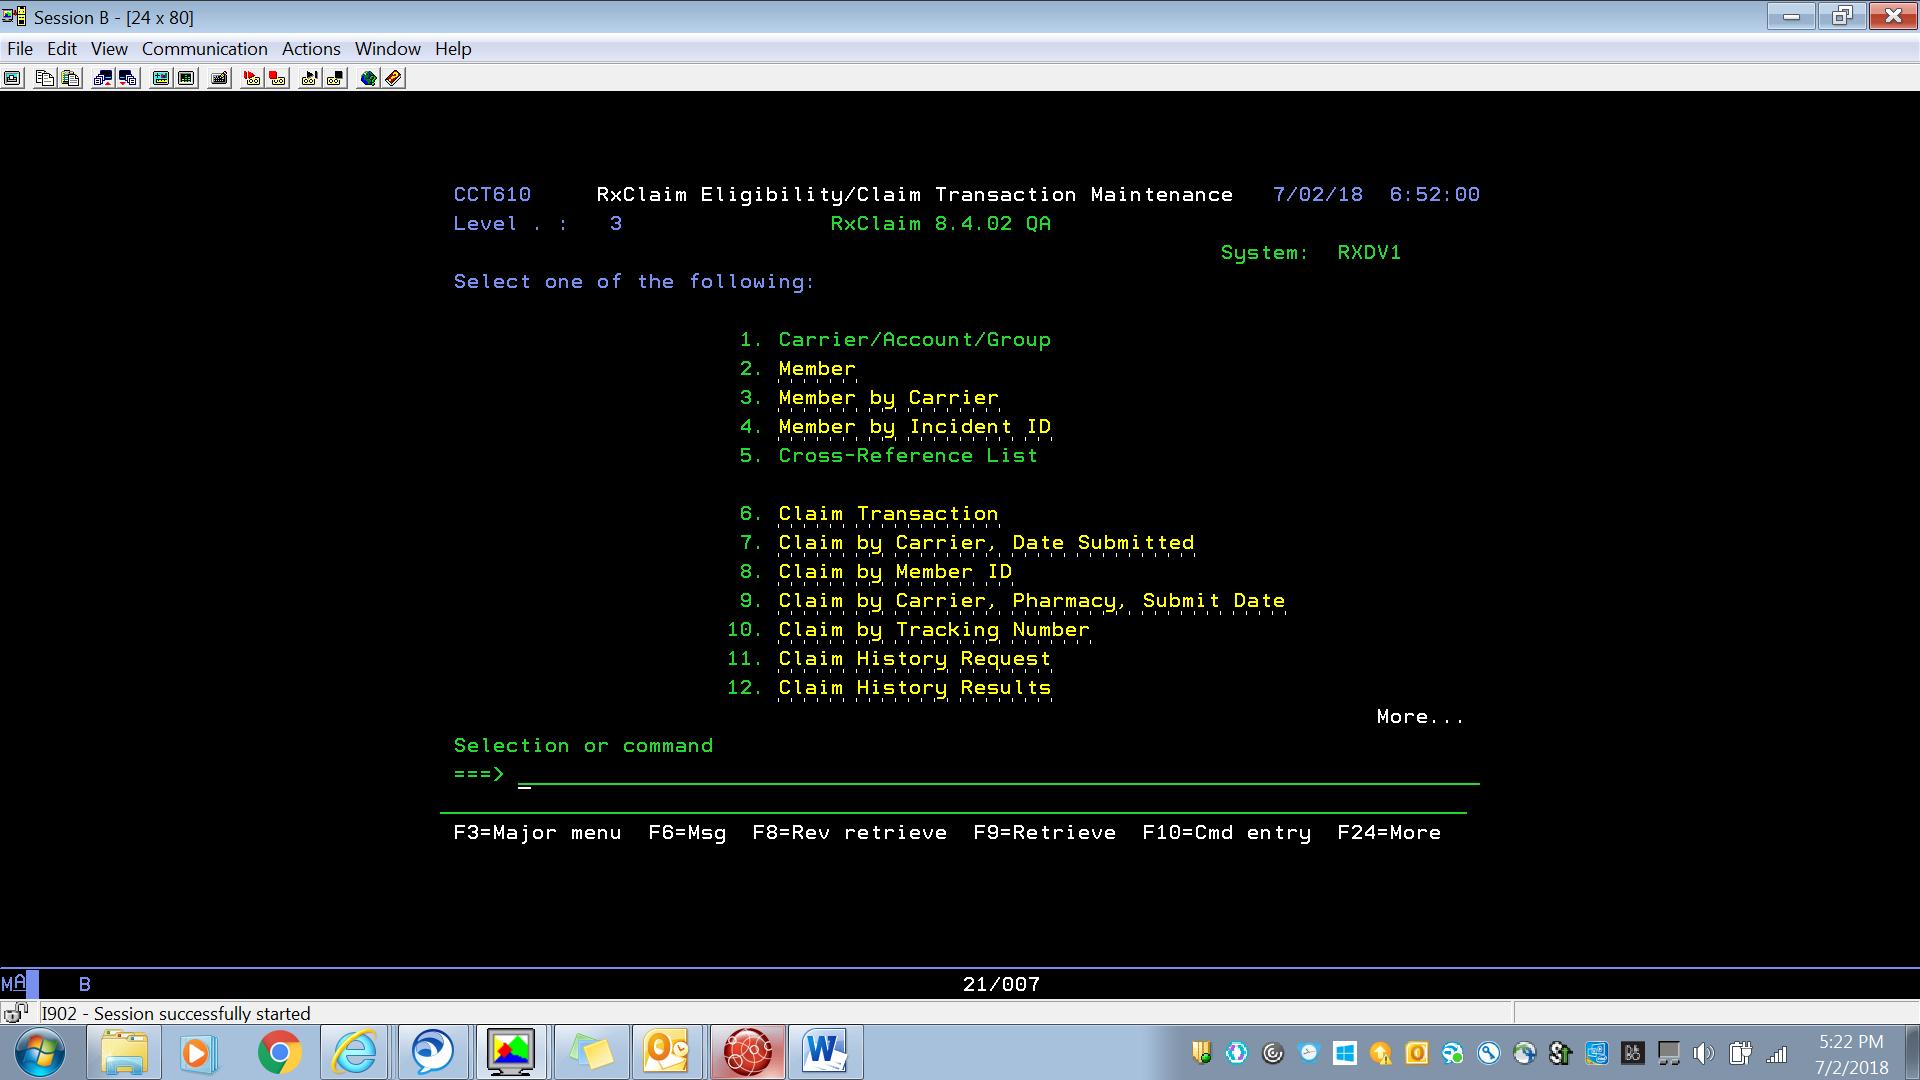 Session B - [24 x 80]
File Edit View Communication Actions Window Help
CCT610 RxClaim Eligibility/Claim Transaction Maintenance 7/02/18 6:52:00
Level . : 3 RxClaim 8.4.02 QA
System: RXDV1
Select one of the following:
1. Carrier/Account/Group
2. Member
3. Member by Carrier
4. Member by Incident ID
5. Cross-Reference List
6. Claim Transaction
7. Claim by Carrier, Date Submitted
8. Claim by Member ID
9. Claim by Carrier, Pharmacy, Submit Date
10. Claim by Tracking Number
11. Claim History Request
12. Claim History Results
More...
Selection or command
===>
F3=Major menu F6=Msg F8=Rev retrieve F9=Retrieve F10=Cmd entry F24=More
MA B 21/007
I902 - Session successfully started
5:22 PM
7/2/2018